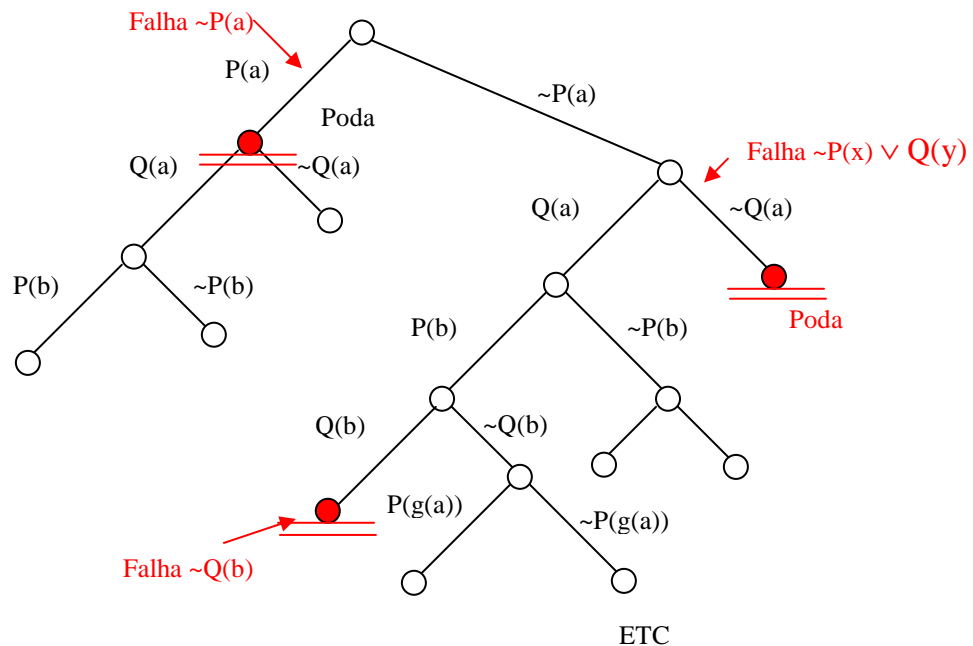 Falha ~P(a)
P(a)
~P(a)
Poda
Falha ~P(x) ∨ Q(y)
Q(a)
~Q(a)
Q(a)
~Q(a)
P(b)
~P(b)
P(b)
~P(b)
Poda
Q(b)
~Q(b)
P(g(a))
~P(g(a))
Falha ~Q(b)
ETC